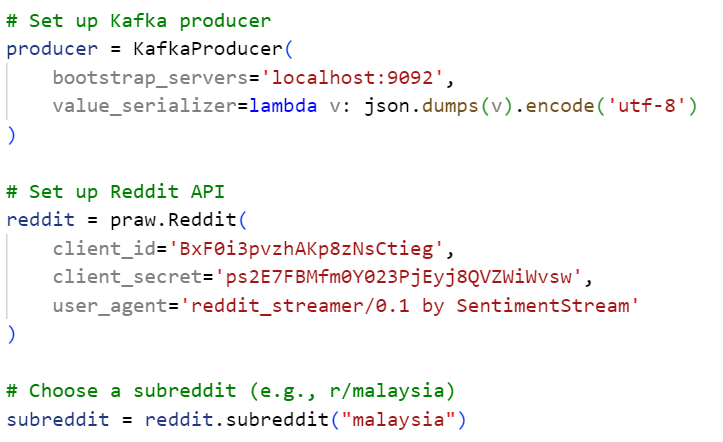 # Set up Kafka producer
producer = KafkaProducer(
    bootstrap_servers='localhost:9092',
    value_serializer=lambda v: json.dumps(v).encode('utf-8')
)
# Set up Reddit API
reddit = praw.Reddit(
    client_id='BxF0i3pvzhAKp8zNsCtieg',
    client_secret='ps2E7FBMfm0Y023PjEyj8QVZWiWvsw',
    user_agent='reddit_streamer/0.1 by SentimentStream'
)
# Choose a subreddit (e.g., r/malaysia)
subreddit = reddit.subreddit("malaysia")